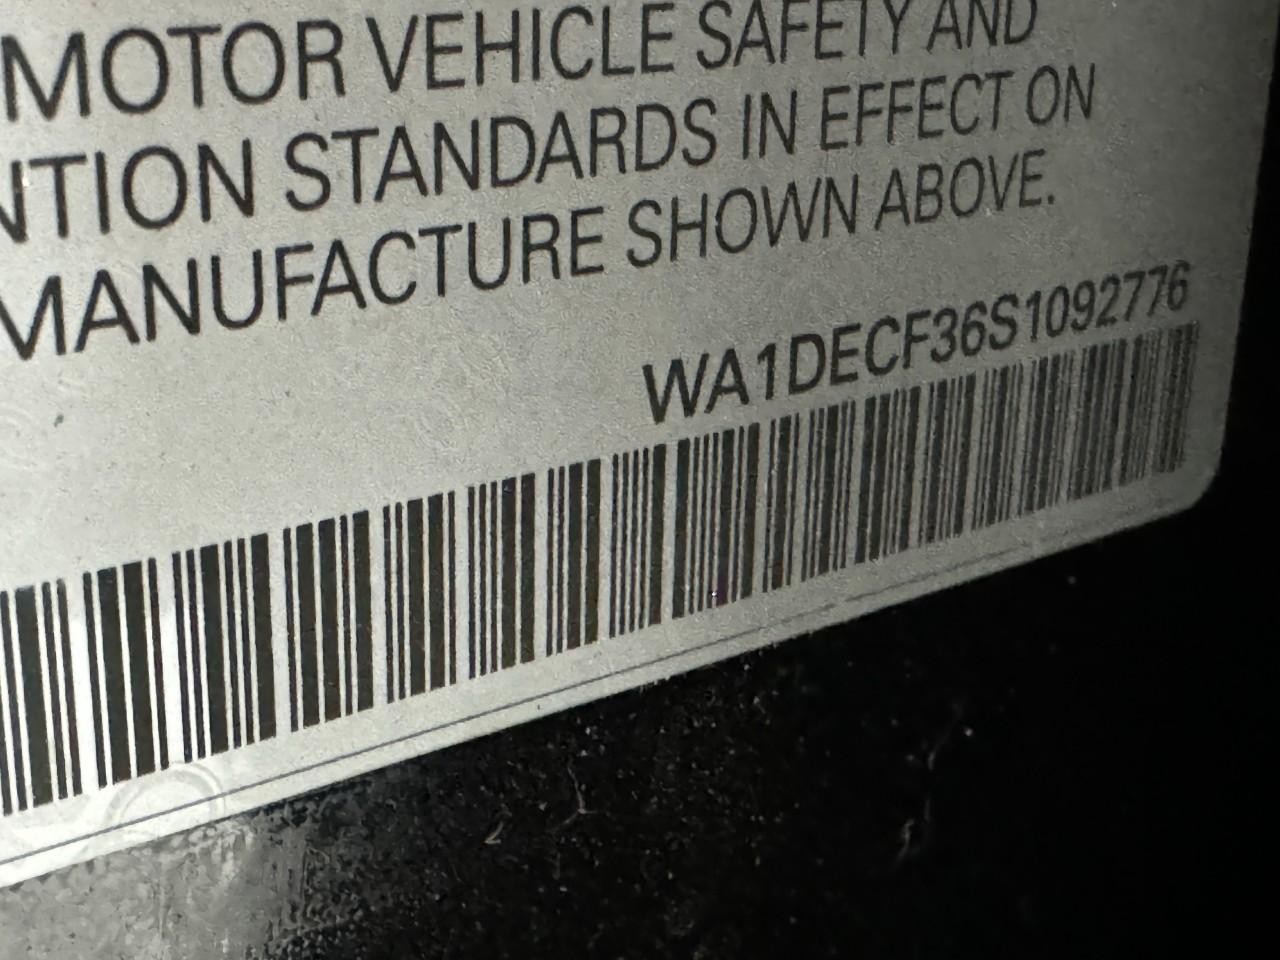 MOTOR VEHICLE SAFETY AND
NTION STANDARDS IN EFFECT ON
MANUFACTURE SHOWN ABOVE.
WA1DECF36S1092776